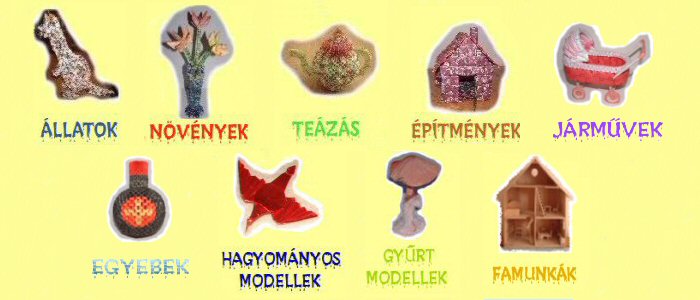 ÁLLATOK
NÖVÉNYEK
TEÁZÁS
ÉPÍTMÉNYEK
JÁRMŰVEK
EGYEBEK
HAGYOMÁNYOS
MODELLEK
GYŰRT
MODELLEK
FAMUNKÁK